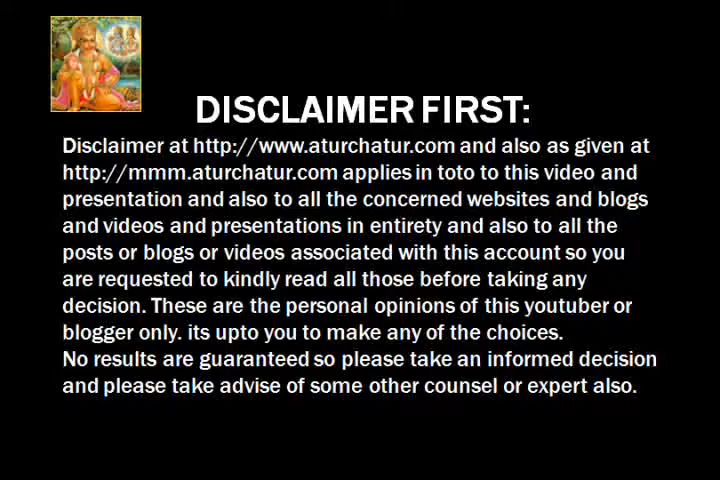 DISCLAIMER FIRST:
Disclaimer at http://www.aturchatur.com and also as given at
http://mmm.aturchatur.com applies in toto to this video and
presentation and also to all the concerned websites and blogs
and videos and presentations in entirety and also to all the
posts or blogs or videos associated with this account so you
are requested to kindly read all those before taking any
decision. These are the personal opinions of this youtuber or
blogger only. its upto you to make any of the choices.
No results are guaranteed so please take an informed decision
and please take advise of some other counsel or expert also.